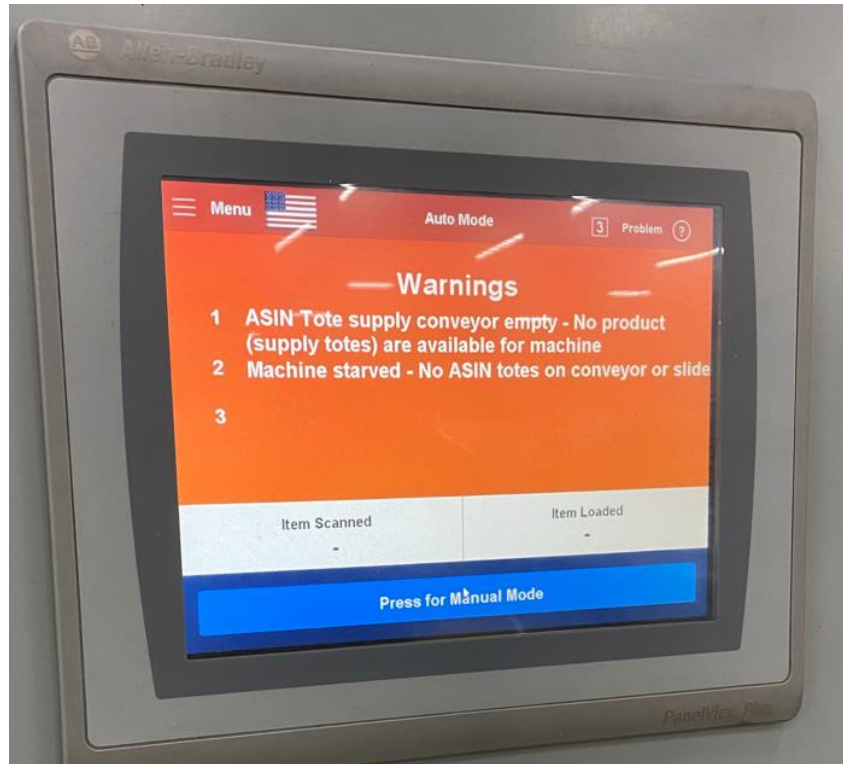 AB Allen-Bradley
Menu
Auto Mode
3 Problem ?
Warnings
1 ASIN Tote supply conveyor empty - No product
(supply totes) are available for machine
2 Machine starved - No ASIN totes on conveyor or slide
3
Item Scanned
Item Loaded
-
-
Press for Manual Mode
PanelView Plus